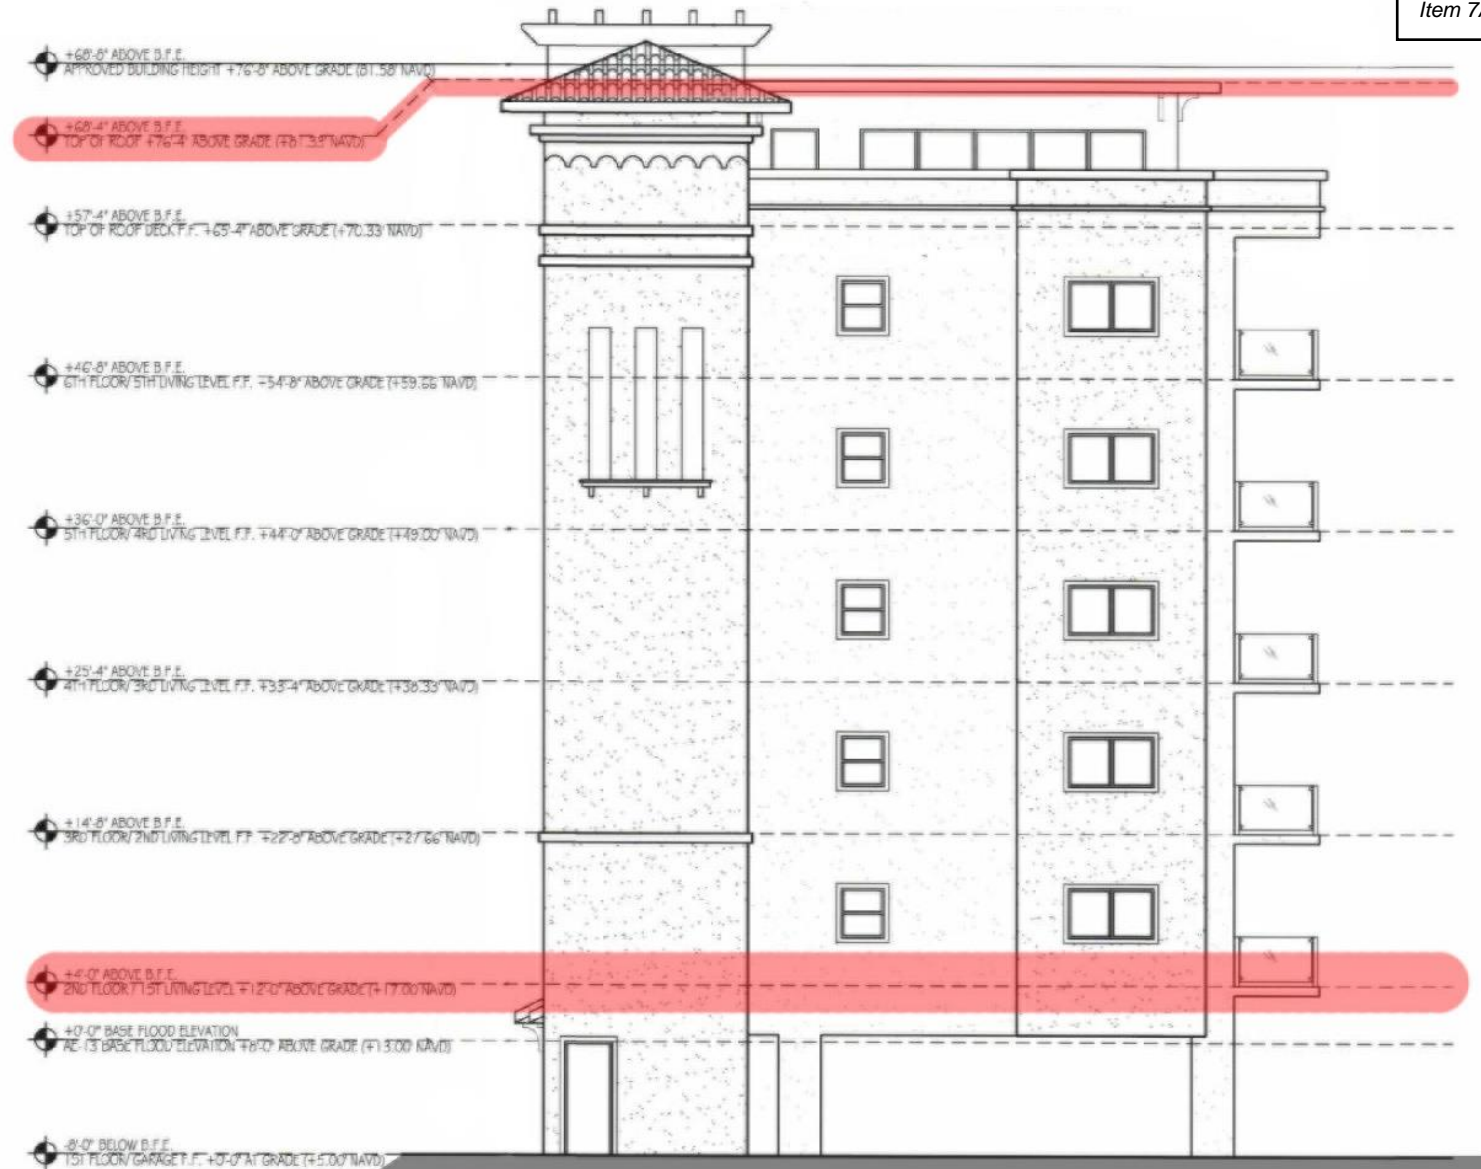 Item 7
+68'-8" ABOVE B.F.E.
APPROVED BUILDING HEIGHT +76'-8" ABOVE GRADE (81.58' NAVD)
+68'-4" ABOVE B.F.E.
TOP OF ROOF +76'-4" ABOVE GRADE (+81.33' NAVD)
+57'-4" ABOVE B.F.E.
TOP OF ROOF DECK F.F. +65'-4" ABOVE GRADE (+70.33' NAVD)
+46'-8" ABOVE B.F.E.
6TH FLOOR/ 5TH LIVING LEVEL F.F. +54'-8" ABOVE GRADE (+59.66' NAVD)
+36'-0" ABOVE B.F.E.
5TH FLOOR/ 4RD LIVING LEVEL F.F. +44'-0" ABOVE GRADE (+49.00' NAVD)
+25'-4" ABOVE B.F.E.
4TH FLOOR/ 3RD LIVING LEVEL F.F. +33'-4" ABOVE GRADE (+38.33' NAVD)
+14'-8" ABOVE B.F.E.
3RD FLOOR/ 2ND LIVING LEVEL F.F. +22'-8" ABOVE GRADE (+27.66' NAVD)
+4'-0" ABOVE B.F.E.
2ND FLOOR/ 1ST LIVING LEVEL +12'-0" ABOVE GRADE (+17.00' NAVD)
+0'-0" BASE FLOOD ELEVATION
AE-13 BASE FLOOD ELEVATION +8'-0" ABOVE GRADE (+13.00' NAVD)
-8'-0" BELOW B.F.E.
1ST FLOOR/ GARAGE F.F. +0'-0" AT GRADE (+5.00' NAVD)